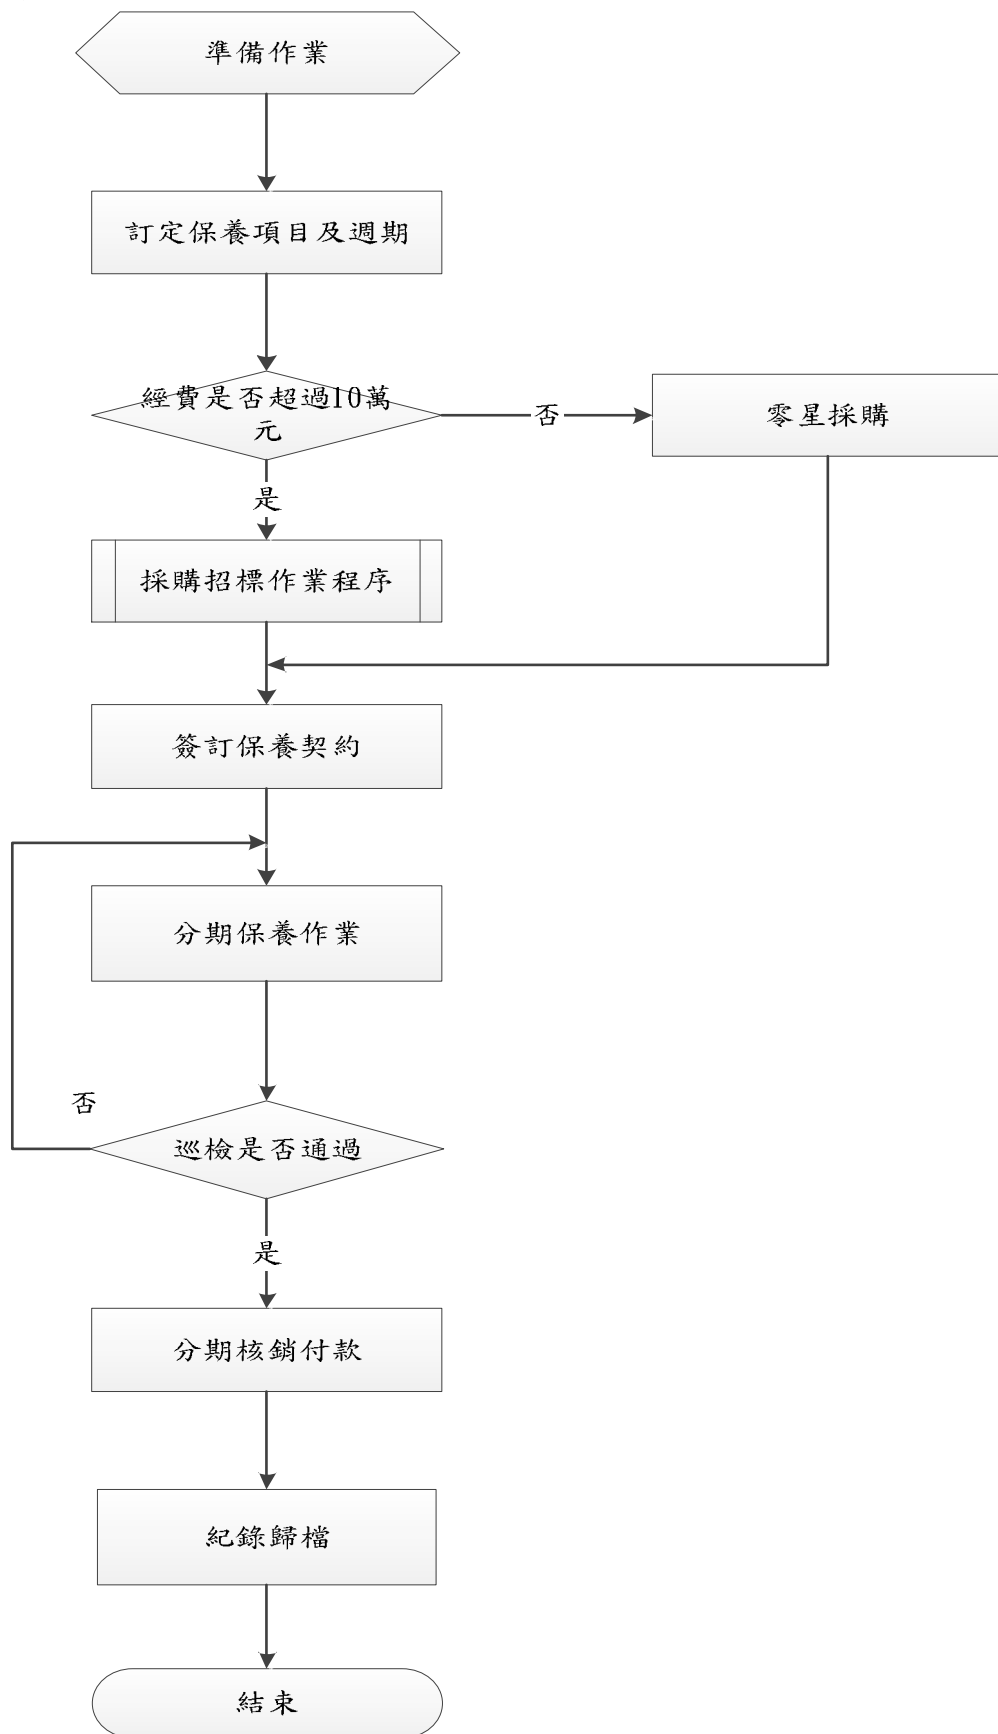 準備作業
訂定保養項目及週期
經費是否超過10萬
元
否
零星採購
是
採購招標作業程序
簽訂保養契約
分期保養作業
否
巡檢是否通過
是
分期核銷付款
紀錄歸檔
結束